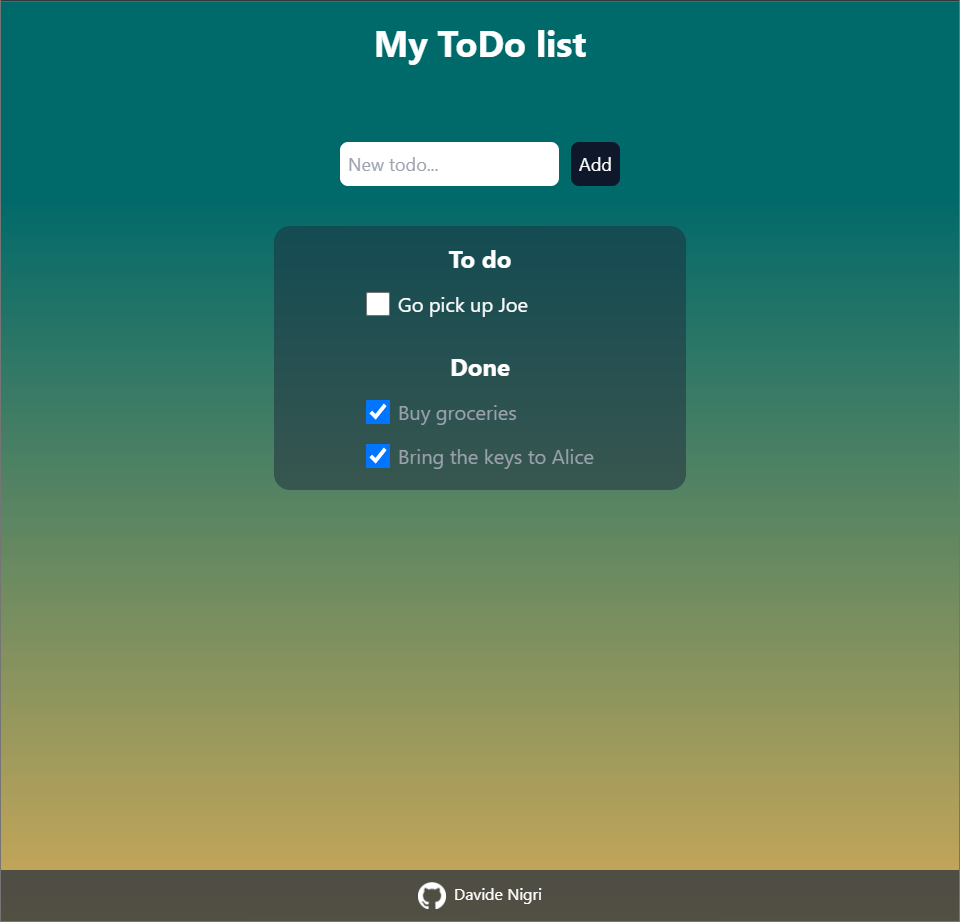 My ToDo list
New todo...
Add
To do
Go pick up Joe
Done
Buy groceries
Bring the keys to Alice
Davide Nigri